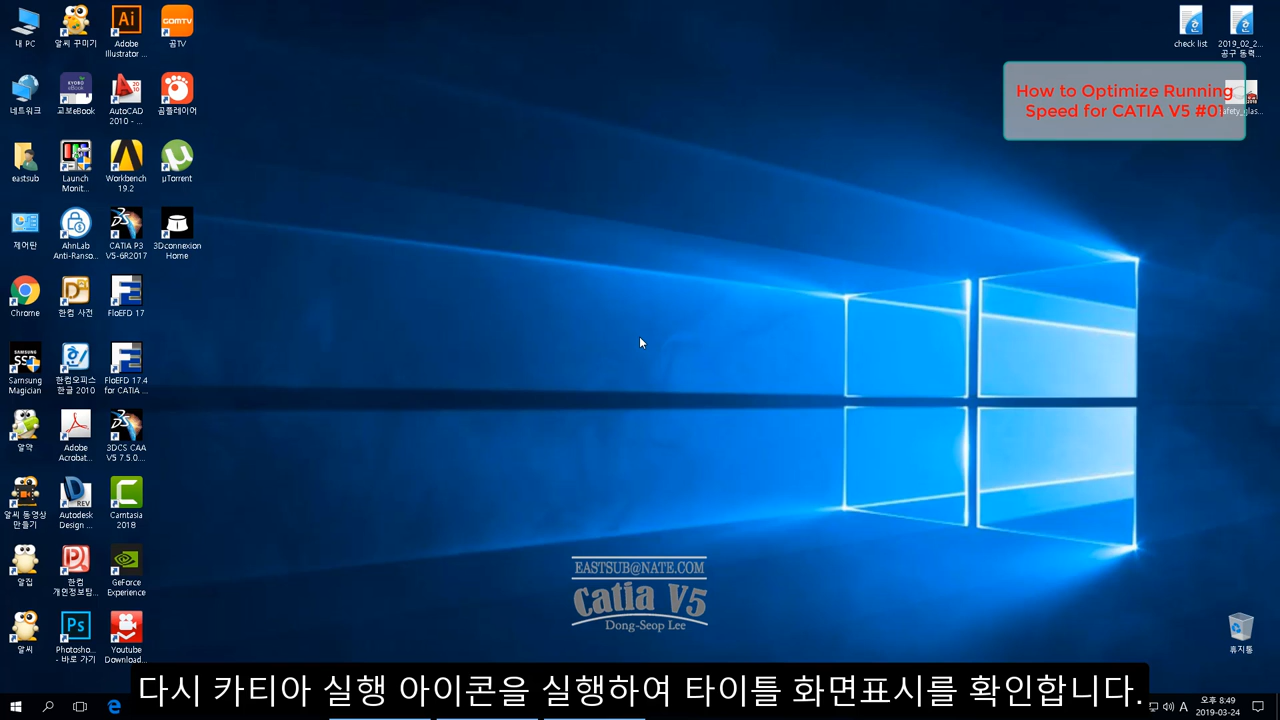 내 PC
알씨 꾸미기
Adobe
Illustrator ...
곰TV
네트워크
교보eBook
AutoCAD
2010 - ...
곰플레이어
eastsub
Launch
Monit...
Workbench
19.2
µTorrent
제어판
AhnLab
Anti-Ranso...
CATIA P3
V5-6R2017
3Dconnexion
Home
Chrome
한컴 사전
FloEFD 17
Samsung
Magician
한컴오피스
한글 2010
FloEFD 17.4
for CATIA ...
알약
Adobe
Acrobat...
3DCS CAA
V5 7.5.0....
알씨 동영상
만들기
Autodesk
Design ...
Camtasia
2018
알집
한컴
개인정보탐...
GeForce
Experience
알씨
Photosho...
- 바로 가기
Youtube
Download...
check list
2019_02_2...
공구 동력...
How to Optimize Running
Speed for CATIA V5 #01
afety_glas...
휴지통
EASTSUB@NATE.COM
Catia V5
Dong-Seop Lee
다시 카티아 실행 아이콘을 실행하여 타이틀 화면표시를 확인합니다.
A
오후 8:49
2019-03-24